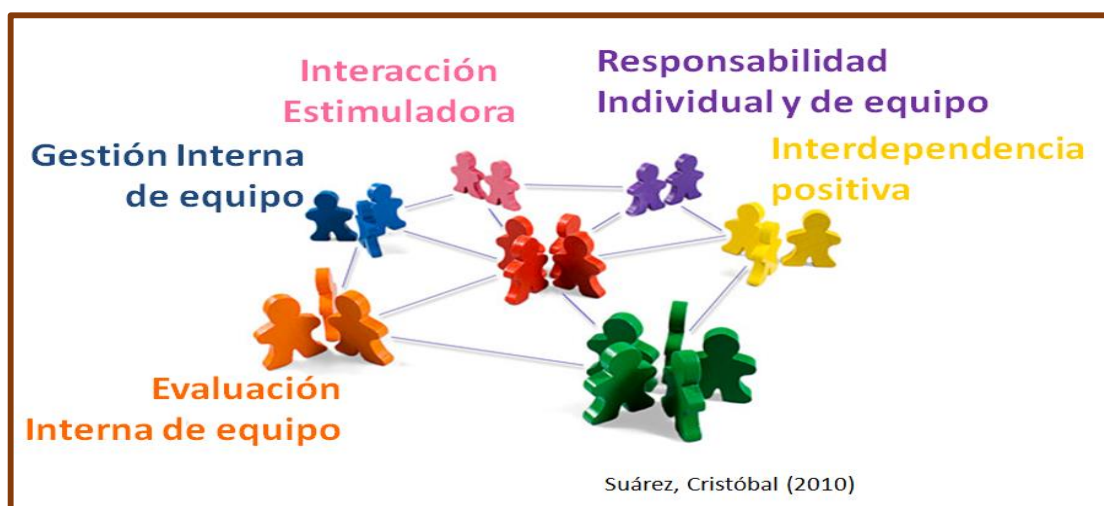 Interacción
Estimuladora
Responsabilidad
Individual y de equipo
Gestión Interna
de equipo
Interdependencia
positiva
Evaluación
Interna de equipo
Suárez, Cristóbal (2010)